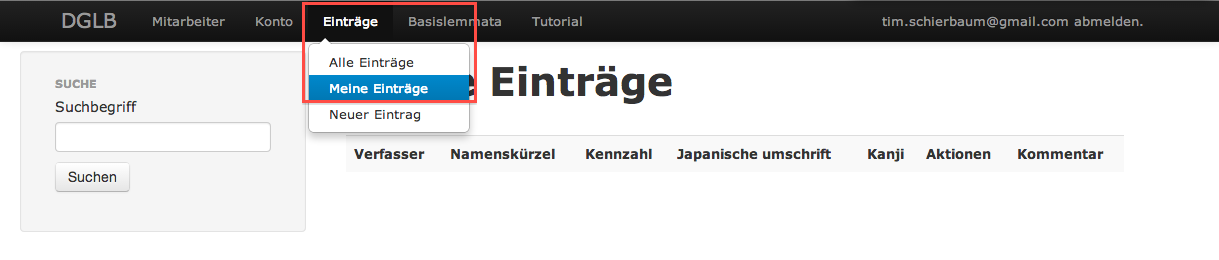 DGLB Mitarbeiter Konto Einträge Basislemmata Tutorial tim.schierbaum@gmail.com abmelden.
Alle Einträge
Meine Einträge
Neuer Eintrag
SUCHE
Suchbegriff
Suchen
e Einträge
Verfasser Namenskürzel Kennzahl Japanische umschrift Kanji Aktionen Kommentar